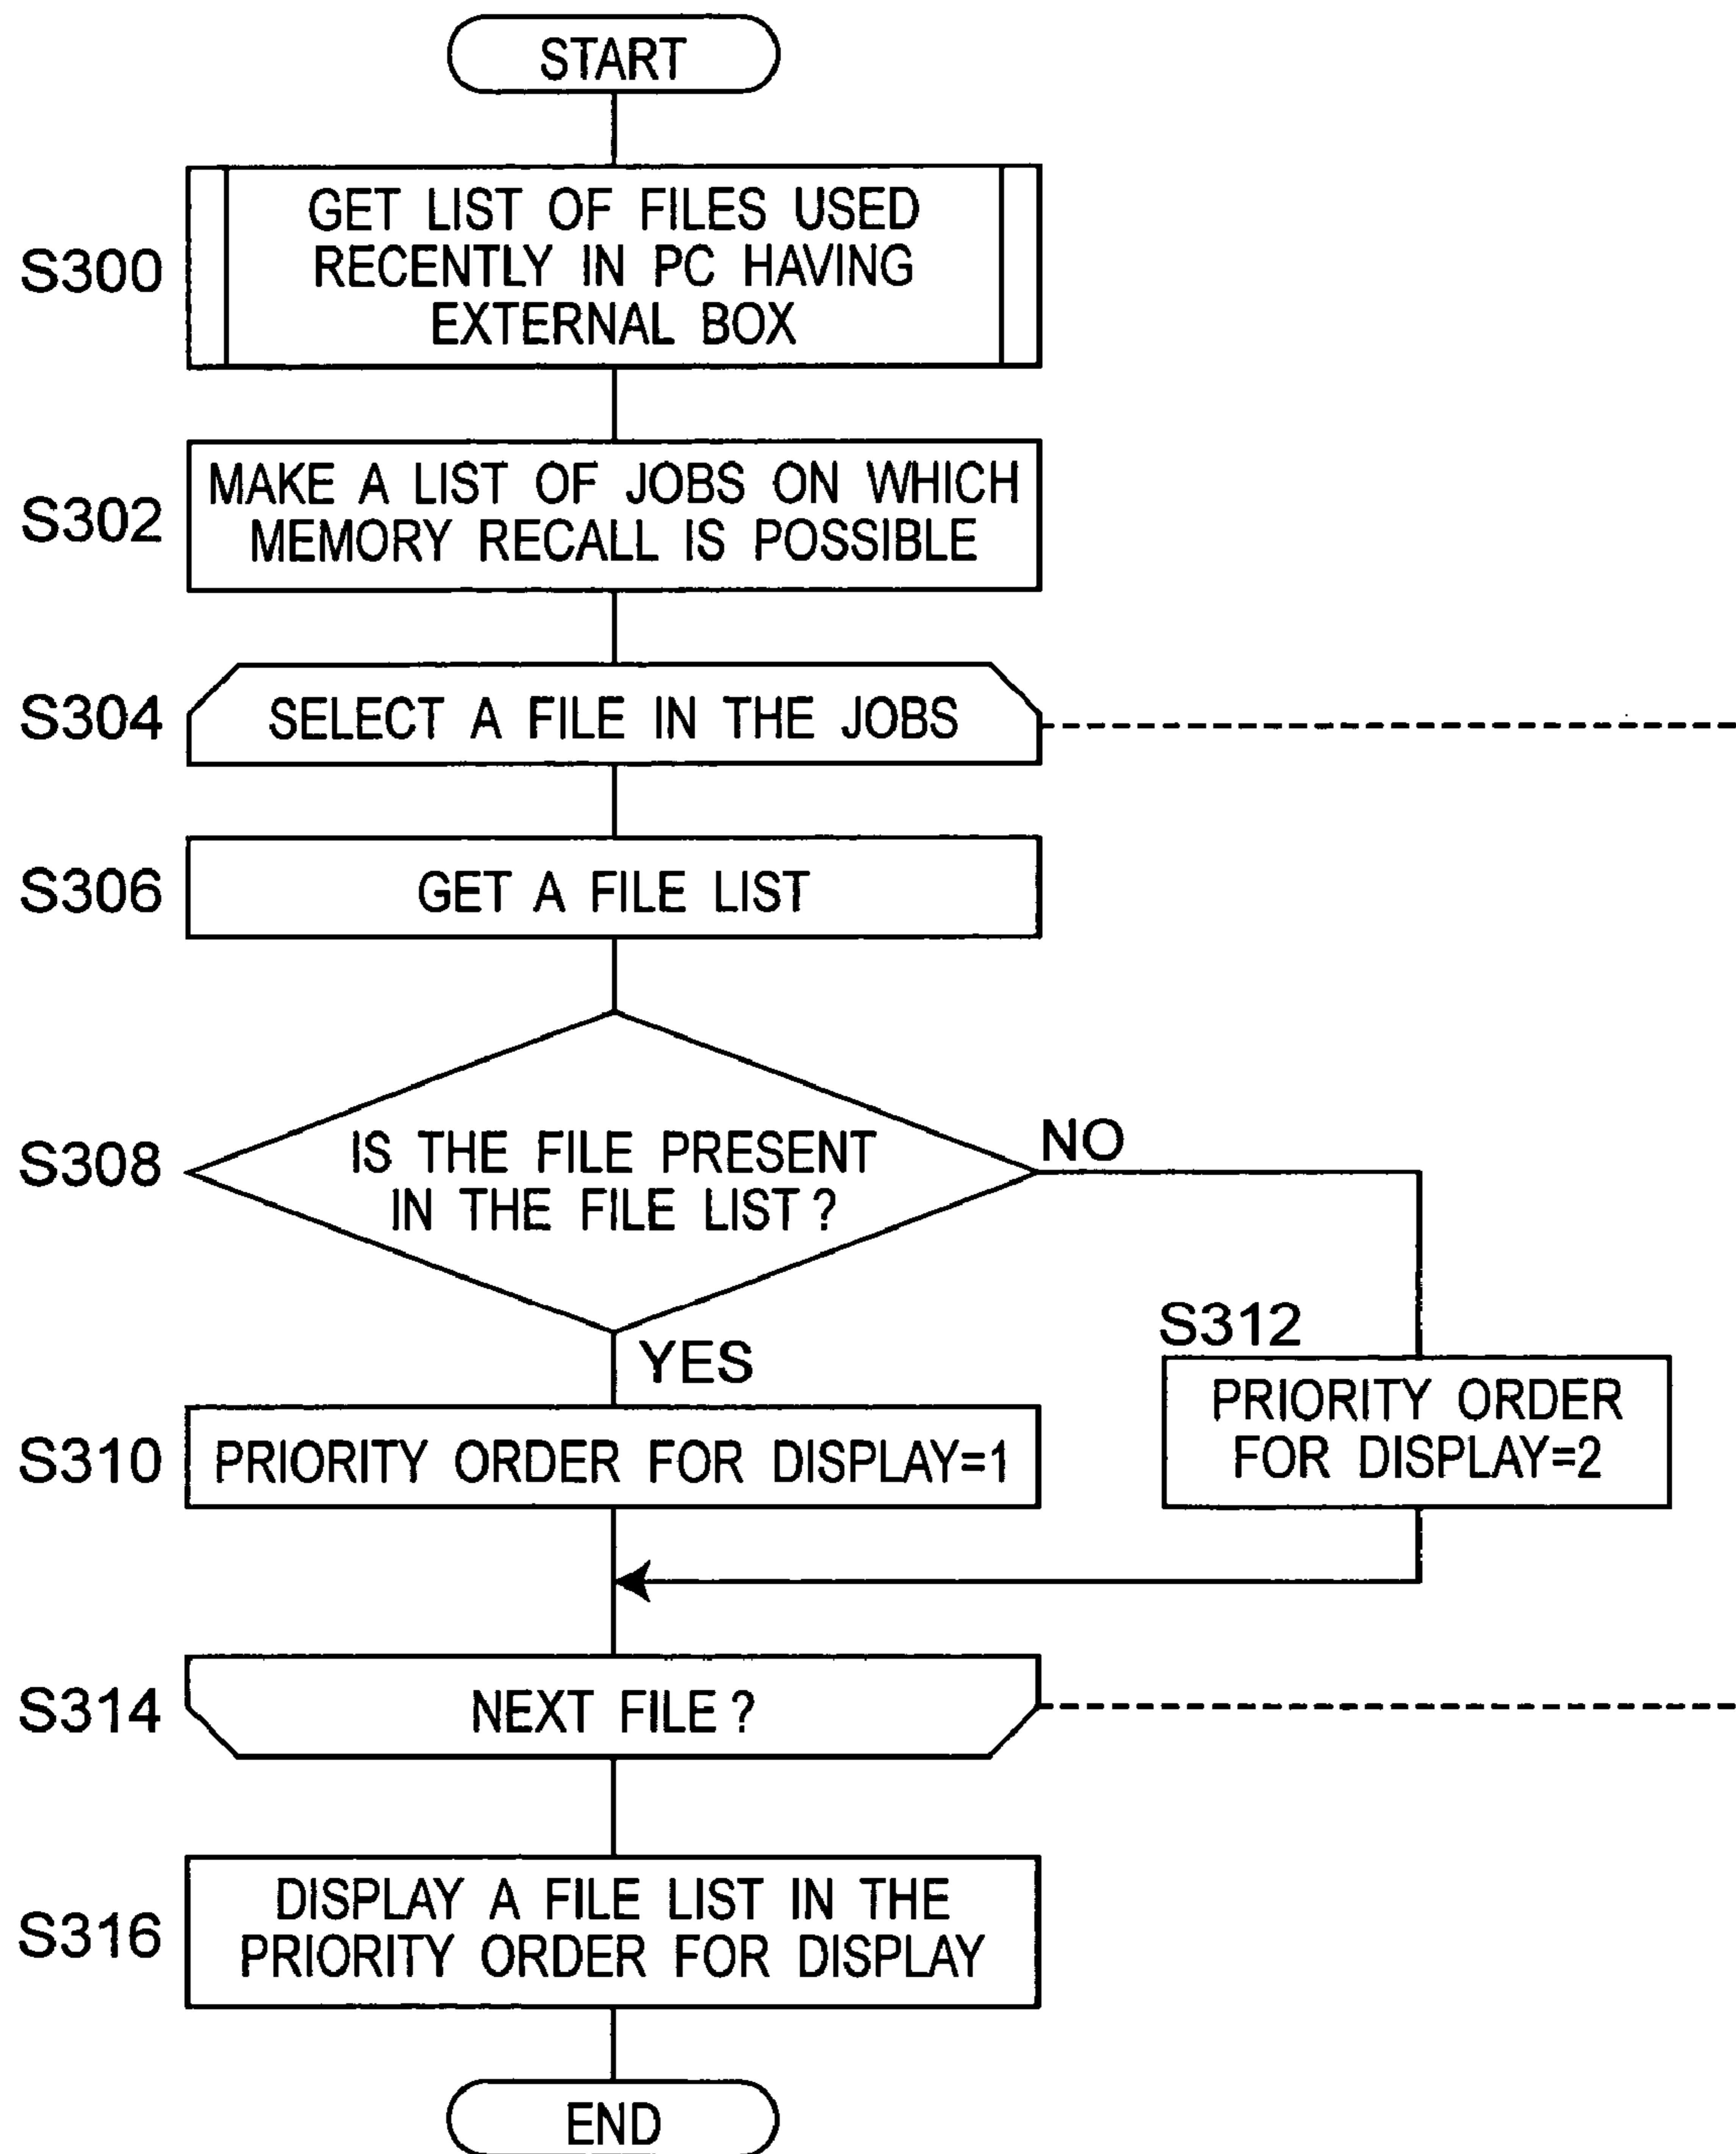 START
S300
GET LIST OF FILES USED
RECENTLY IN PC HAVING
EXTERNAL BOX
S302
MAKE A LIST OF JOBS ON WHICH
MEMORY RECALL IS POSSIBLE
S304
SELECT A FILE IN THE JOBS
S306
GET A FILE LIST
S308
IS THE FILE PRESENT
IN THE FILE LIST?
NO
YES
S310
PRIORITY ORDER FOR DISPLAY=1
S312
PRIORITY ORDER
FOR DISPLAY=2
S314
NEXT FILE?
S316
DISPLAY A FILE LIST IN THE
PRIORITY ORDER FOR DISPLAY
END